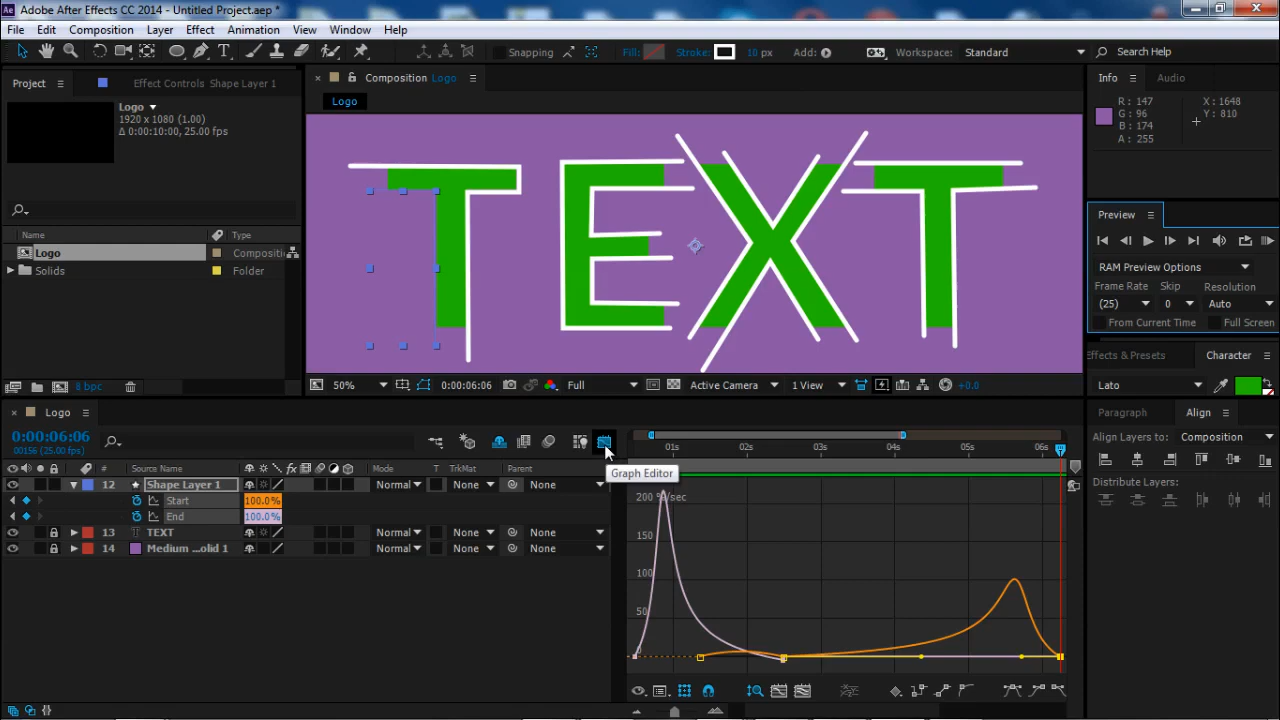 Adobe After Effects CC 2014 - Untitled Project.aep *
File Edit Composition Layer Effect Animation View Window Help
Snapping Fill: Stroke: 10 px Add: Workspace: Standard Search Help
Project Effect Controls Shape Layer 1 Composition Logo Info Audio
Logo
Logo
1920 x 1080 (1.00)
Δ 0:00:10:00, 25.00 fps
R : 147 X : 1648
G : 96 Y : 810
B : 174
A : 255
TEXT
Preview
Name Type
Logo Compositi
Solids Folder
RAM Preview Options
Frame Rate Skip Resolution
(25) 0 Auto
From Current Time Full Screen
Effects & Presets Character
8 bpc 50% 0:00:06:06 Full Active Camera 1 View +0.0
Lato
Logo
Paragraph Align
0:00:06:06
00156 (25.00 fps)
Align Layers to: Composition
01s 02s 03s 04s 05s 06s
Graph Editor
# Source Name Mode T TrkMat Parent
12 Shape Layer 1 Normal None None
Start 100.0%
End 100.0%
13 TEXT Normal None None
14 Medium ...olid 1 Normal None None
Distribute Layers:
200 %/sec
150
100
50
0